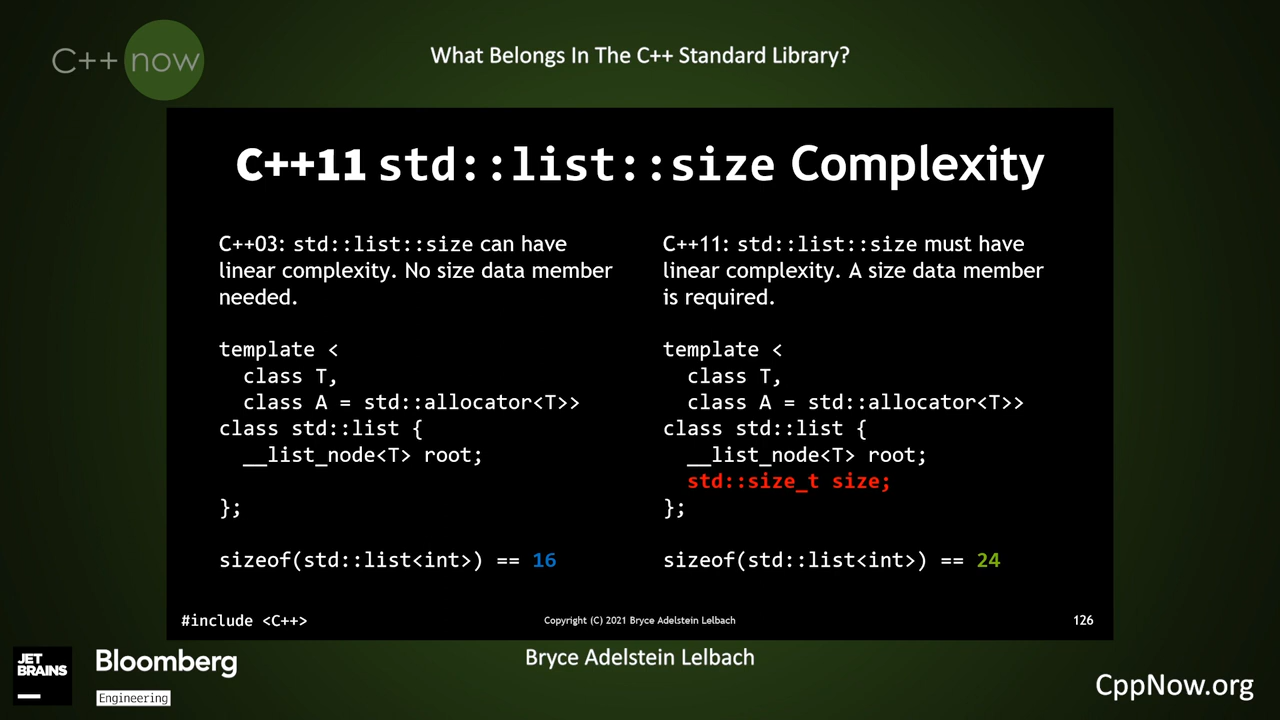 C++ now
What Belongs In The C++ Standard Library?
C++11 std::list::size Complexity
C++03: std::list::size can have
linear complexity. No size data member
needed.
template <
  class T,
  class A = std::allocator<T>>
class std::list {
  __list_node<T> root;
};
sizeof(std::list<int>) == 16
C++11: std::list::size must have
linear complexity. A size data member
is required.
template <
  class T,
  class A = std::allocator<T>>
class std::list {
  __list_node<T> root;
  std::size_t size;
};
sizeof(std::list<int>) == 24
#include <C++>
Copyright (C) 2021 Bryce Adelstein Lelbach
126
JET
BRAINS
Bloomberg
Engineering
Bryce Adelstein Lelbach
CppNow.org